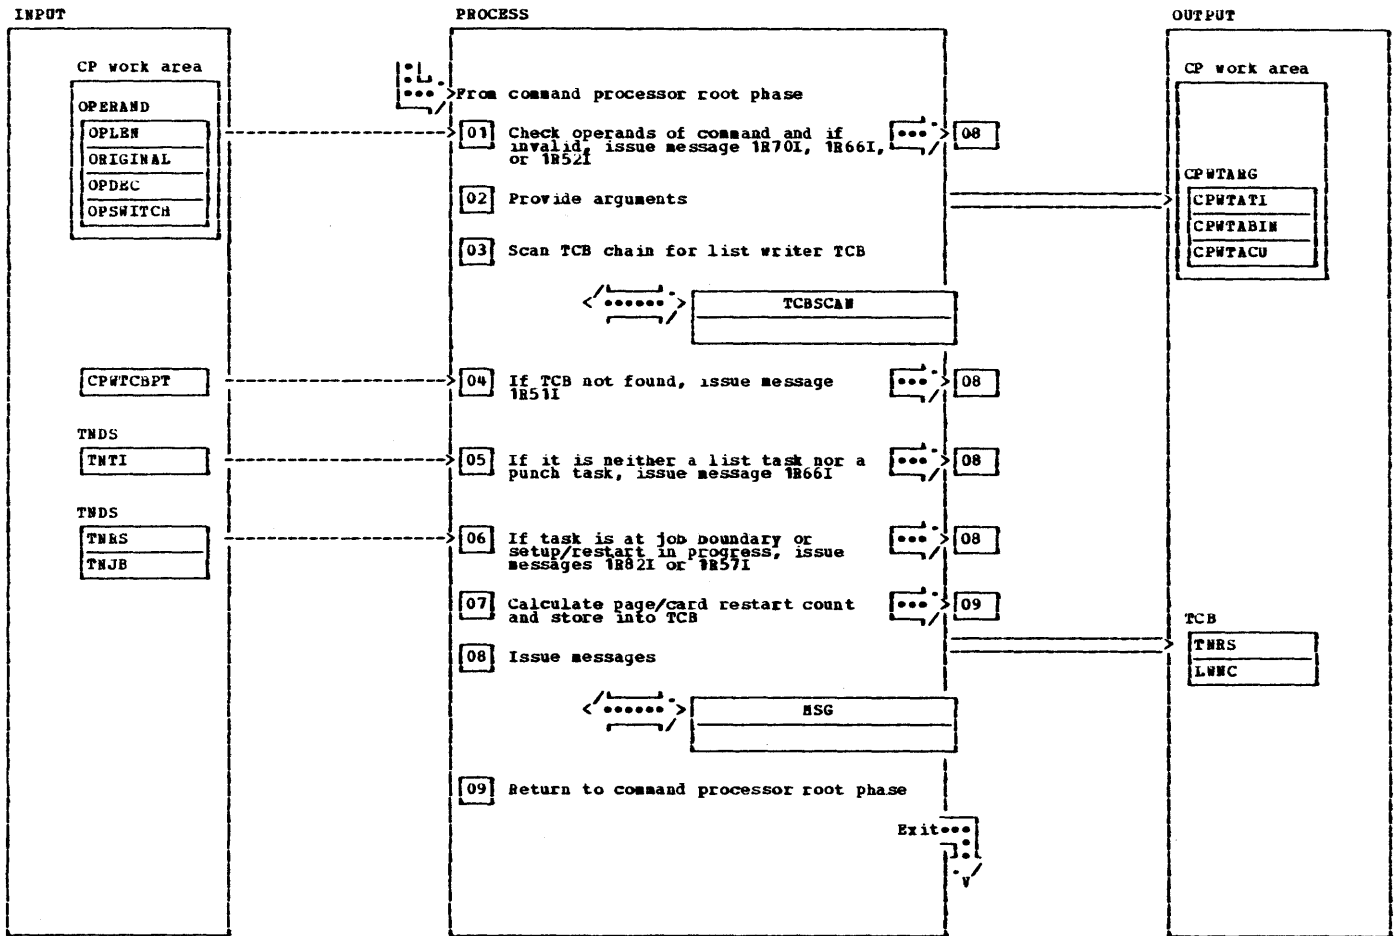 INPUT
PROCESS
OUTPUT
CP work area
OPERAND
OPLEN
ORIGINAL
OPDEC
OPSWITCH
CPWTCBPT
TNDS
TNTI
TNDS
TNRS
TNJB
From command processor root phase
01 Check operands of command and if
invalid, issue message 1R70I, 1R66I,
or 1R52I
08
02 Provide arguments
03 Scan TCB chain for list writer TCB
TCBSCAN
04 If TCB not found, issue message
1R51I
08
05 If it is neither a list task nor a
punch task, issue message 1R66I
08
06 If task is at job boundary or
setup/restart in progress, issue
messages 1R82I or 1R57I
08
07 Calculate page/card restart count
and store into TCB
09
08 Issue messages
MSG
09 Return to command processor root phase
Exit
CP work area
CPWTARG
CPWTATI
CPWTABIN
CPWTACU
TCB
TNRS
LWNC